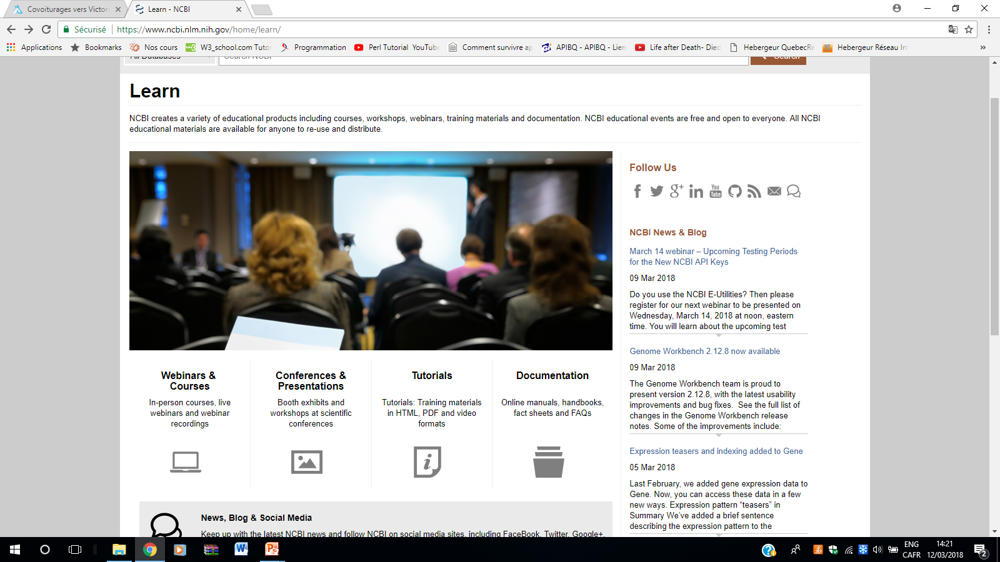 Covoiturages vers Victor
Learn - NCBI
Sécurisé
https://www.ncbi.nlm.nih.gov/home/learn/
Applications
Bookmarks
Nos cours
W3_school.com Tutor
Programmation
Perl Tutorial YouTube
Comment survivre ap
APIBQ - APIBQ - Lien
Life after Death- Died
Hebergeur QuebecRé
Hebergeur Réseau Int
»
All Databases
Search NCBI
Search
Learn
NCBI creates a variety of educational products including courses, workshops, webinars, training materials and documentation. NCBI educational events are free and open to everyone. All NCBI
educational materials are available for anyone to re-use and distribute.
Webinars &
Courses
In-person courses, live
webinars and webinar
recordings
Conferences &
Presentations
Booth exhibits and
workshops at scientific
conferences
Tutorials
Tutorials: Training materials
in HTML, PDF and video
formats
Documentation
Online manuals, handbooks,
fact sheets and FAQs
News, Blog & Social Media
Keep up with the latest NCBI news and follow NCBI on social media sites, including FaceBook, Twitter, Google+,
Follow Us
You
Tube
NCBI News & Blog
March 14 webinar – Upcoming Testing Periods
for the New NCBI API Keys
09 Mar 2018
Do you use the NCBI E-Utilities? Then please
register for our next webinar to be presented on
Wednesday, March 14, 2018 at noon, eastern
time. You will learn about the upcoming test
Genome Workbench 2.12.8 now available
09 Mar 2018
The Genome Workbench team is proud to
present version 2.12.8, with the latest usability
improvements and bug fixes.  See the full list of
changes in the Genome Workbench release
notes. Some of the improvements include:
Expression teasers and indexing added to Gene
05 Mar 2018
Last February, we added gene expression data to
Gene. Now, you can access these data in a few
new ways. Expression pattern “teasers” in
Summary We’ve added a brief sentence
describing the expression pattern to the
ENG
CAFR
14:21
12/03/2018
2